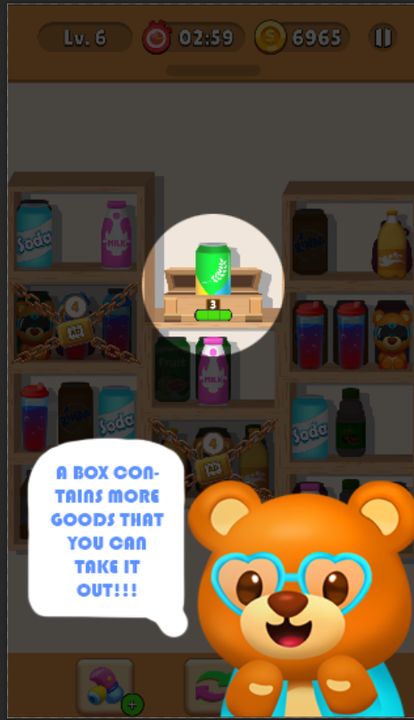 Lv. 6
02:59
6965
Soda
MILK
4
AD
3
Fruit
MILK
Soda
4
AD
Soda
A BOX CON-
TAINS MORE
GOODS THAT
YOU CAN
TAKE IT
OUT!!!